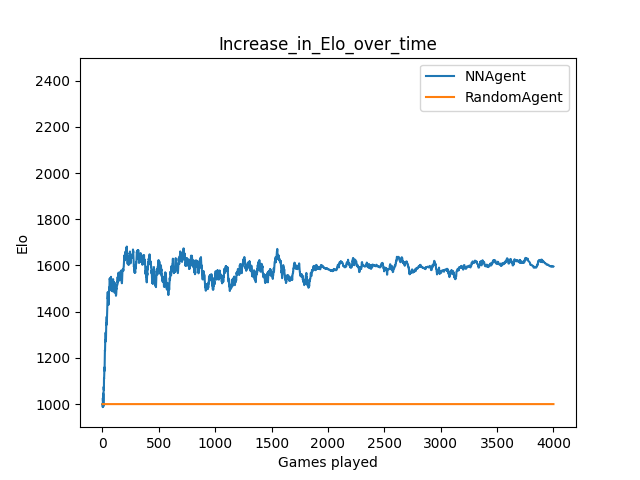 Increase_in_Elo_over_time
NNAgent
RandomAgent
2400
2200
2000
1800
1600
1400
1200
1000
Elo
0 500 1000 1500 2000 2500 3000 3500 4000
Games played